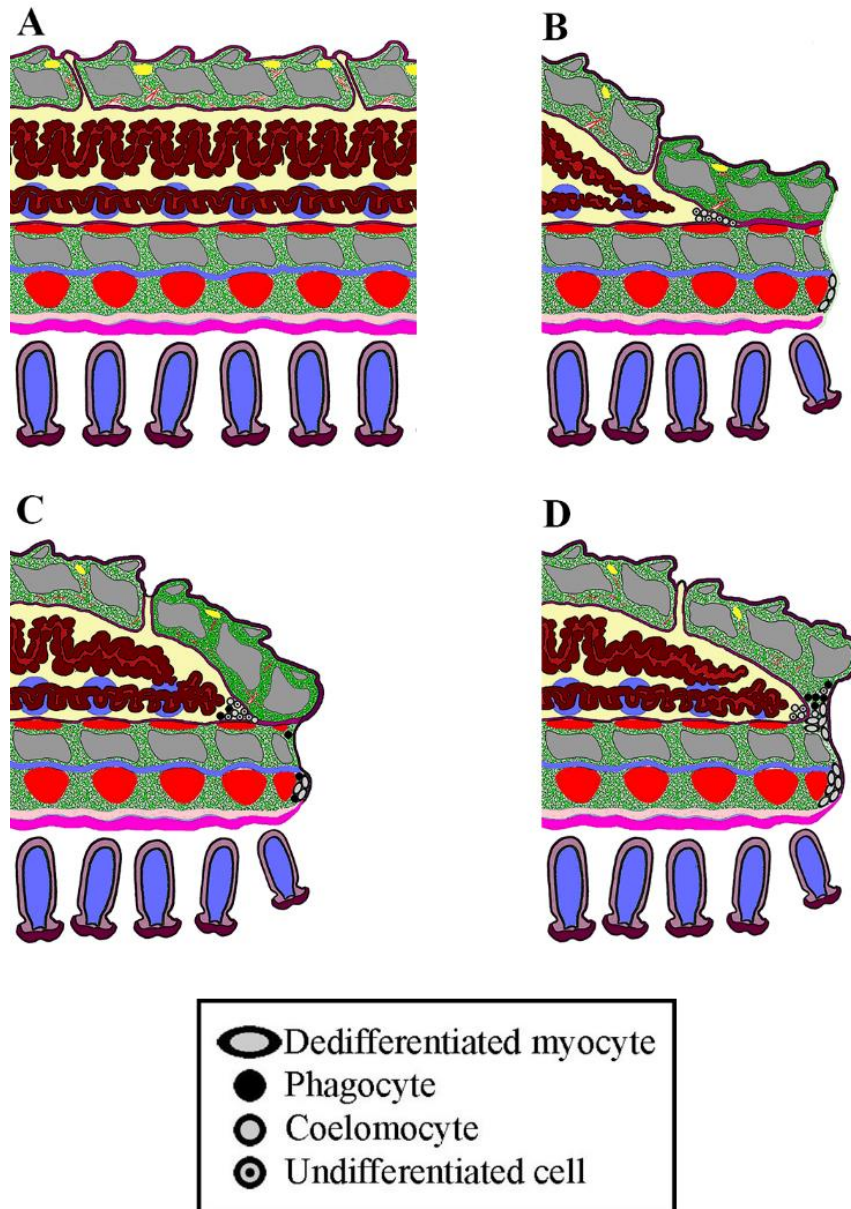 A
B
C
D
Dedifferentiated myocyte
Phagocyte
Coelomocyte
Undifferentiated cell